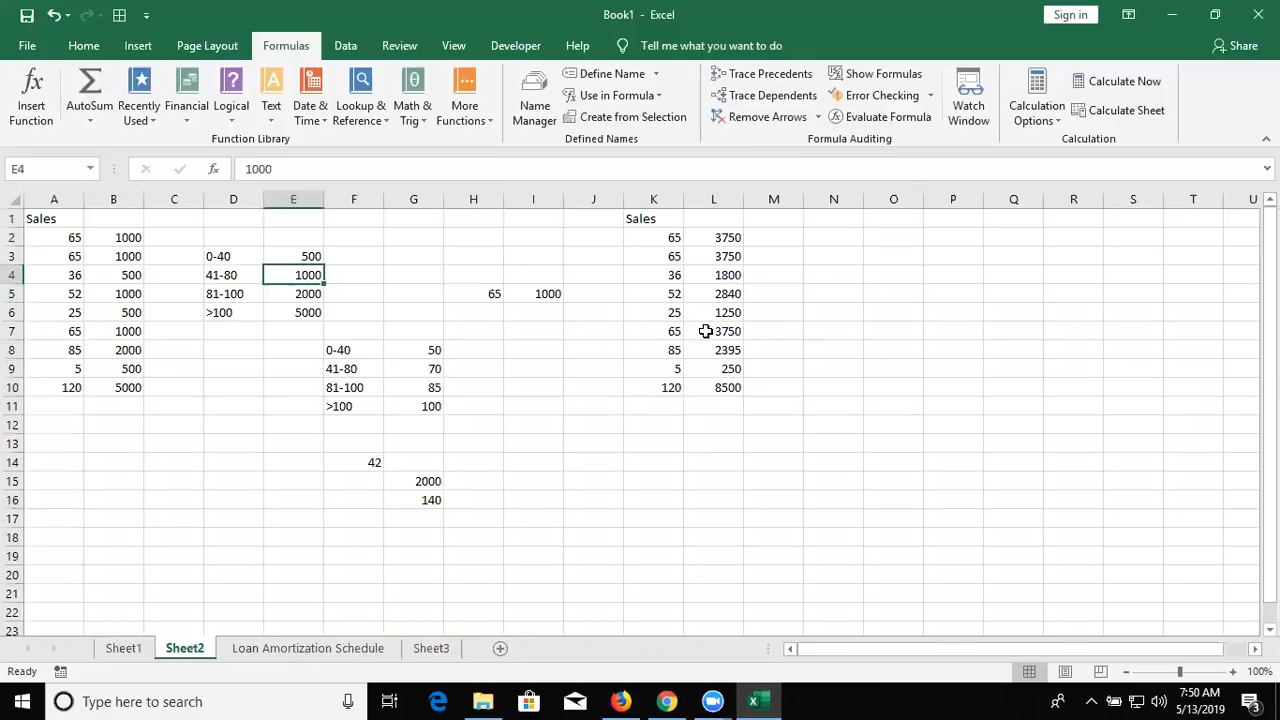 Book1 - Excel
Sign in
File Home Insert Page Layout Formulas Data Review View Developer Help Tell me what you want to do Share
Insert Function
AutoSum
Recently Used
Financial
Logical
Text
Date & Time
Lookup & Reference
Math & Trig
More Functions
Function Library
Name Manager
Define Name
Use in Formula
Create from Selection
Defined Names
Trace Precedents
Trace Dependents
Remove Arrows
Show Formulas
Error Checking
Evaluate Formula
Formula Auditing
Watch Window
Calculation Options
Calculate Now
Calculate Sheet
Calculation
E4 fx 1000
A B C D E F G H I J K L M N O P Q R S T U
1 Sales Sales
2 65 1000 65 3750
3 65 1000 0-40 500 65 3750
4 36 500 41-80 1000 36 1800
5 52 1000 81-100 2000 65 1000 52 2840
6 25 500 >100 5000 25 1250
7 65 1000 65 3750
8 85 2000 0-40 50 85 2395
9 5 500 41-80 70 5 250
10 120 5000 81-100 85 120 8500
11 >100 100
12
13
14 42
15 2000
16 140
17
18
19
20
21
22
23
Sheet1 Sheet2 Loan Amortization Schedule Sheet3
Ready 100%
Type here to search
7:50 AM
5/13/2019
3